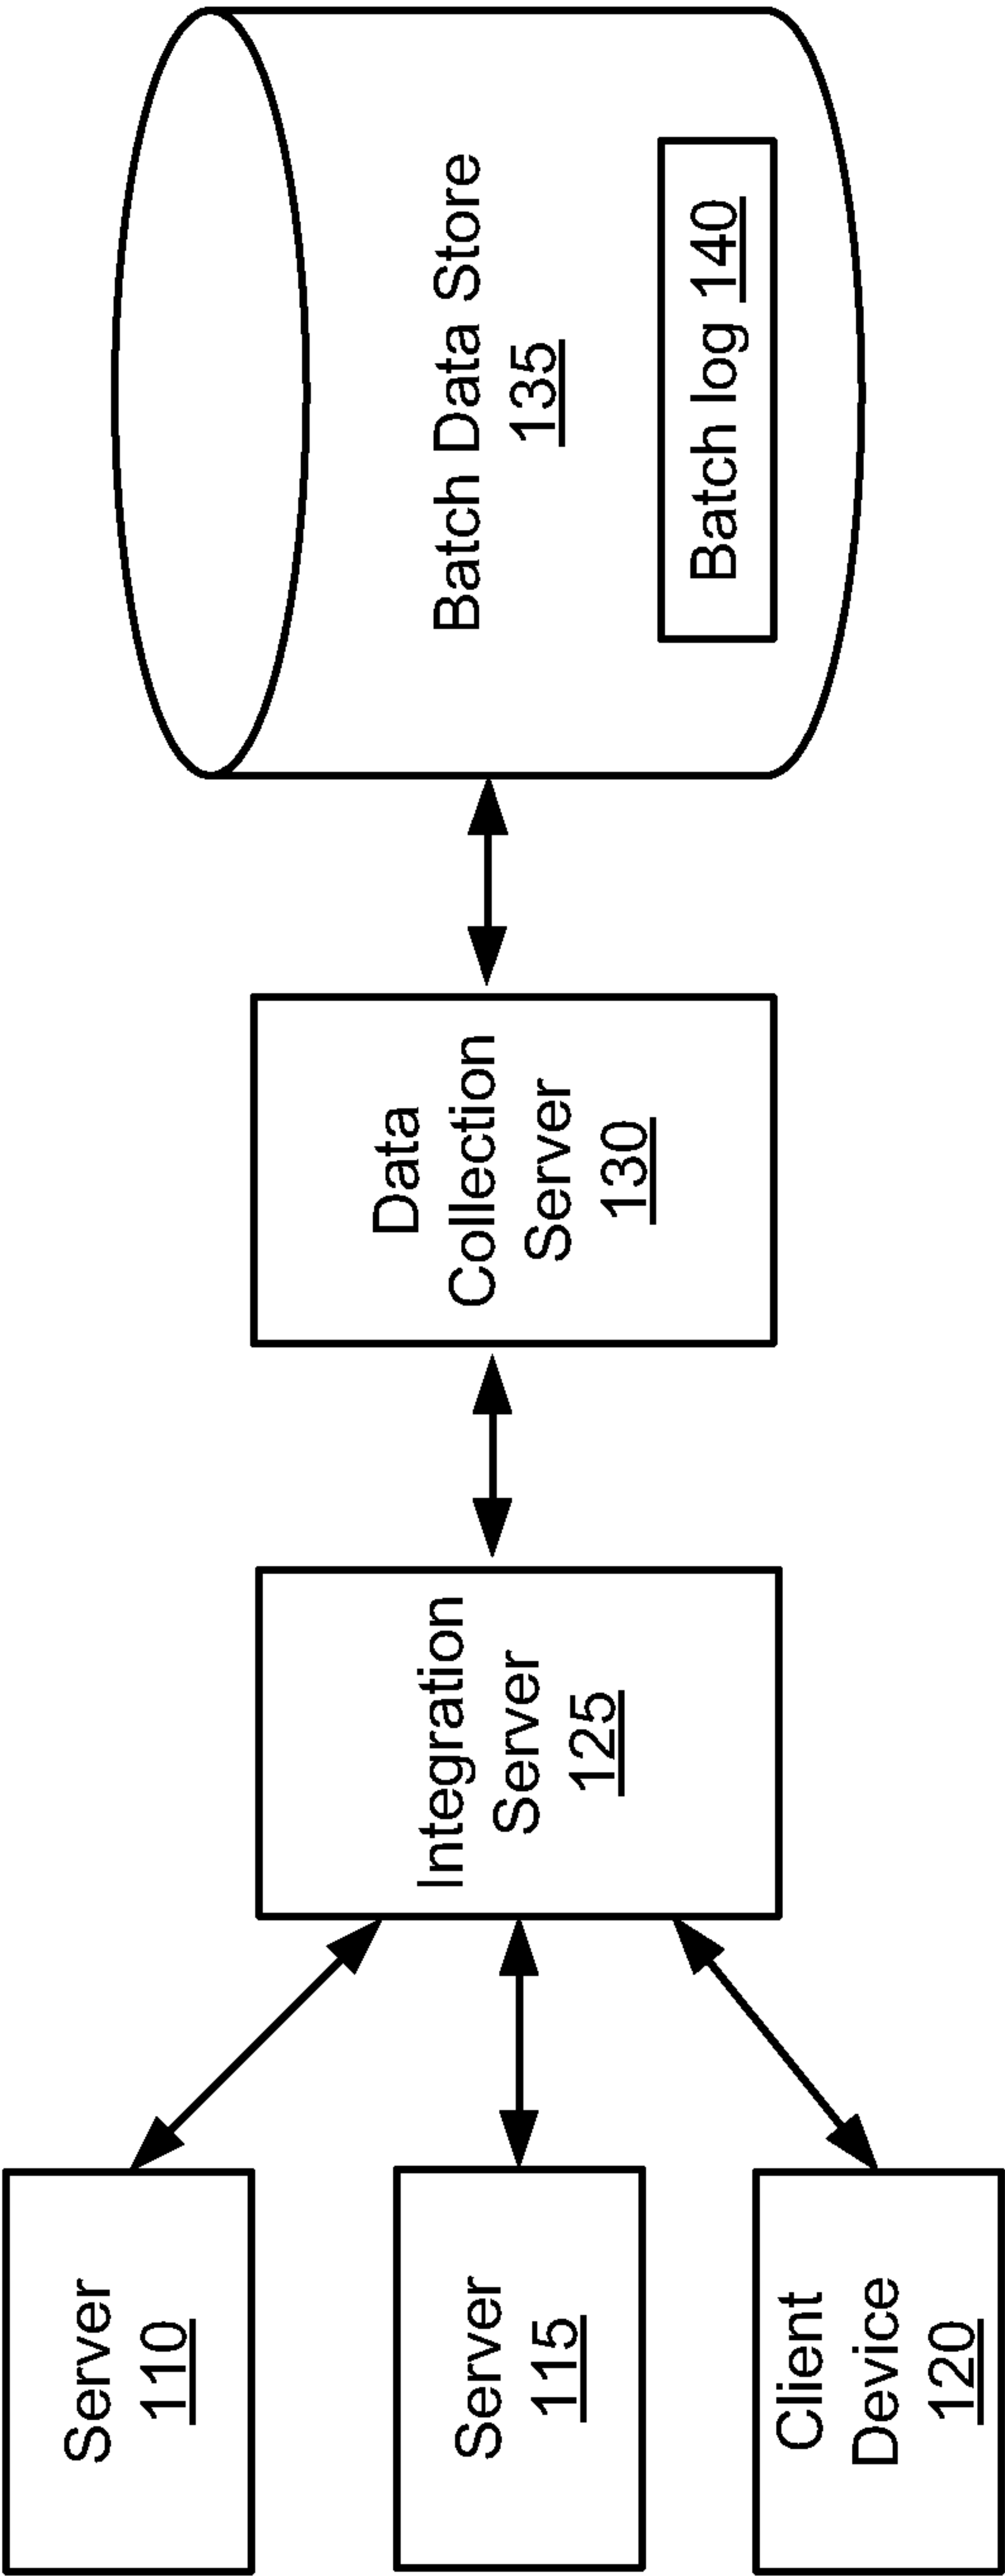 Server
110
Server
115
Client
Device
120
Integration
Server
125
Data
Collection
Server
130
Batch Data Store
135
Batch log 140